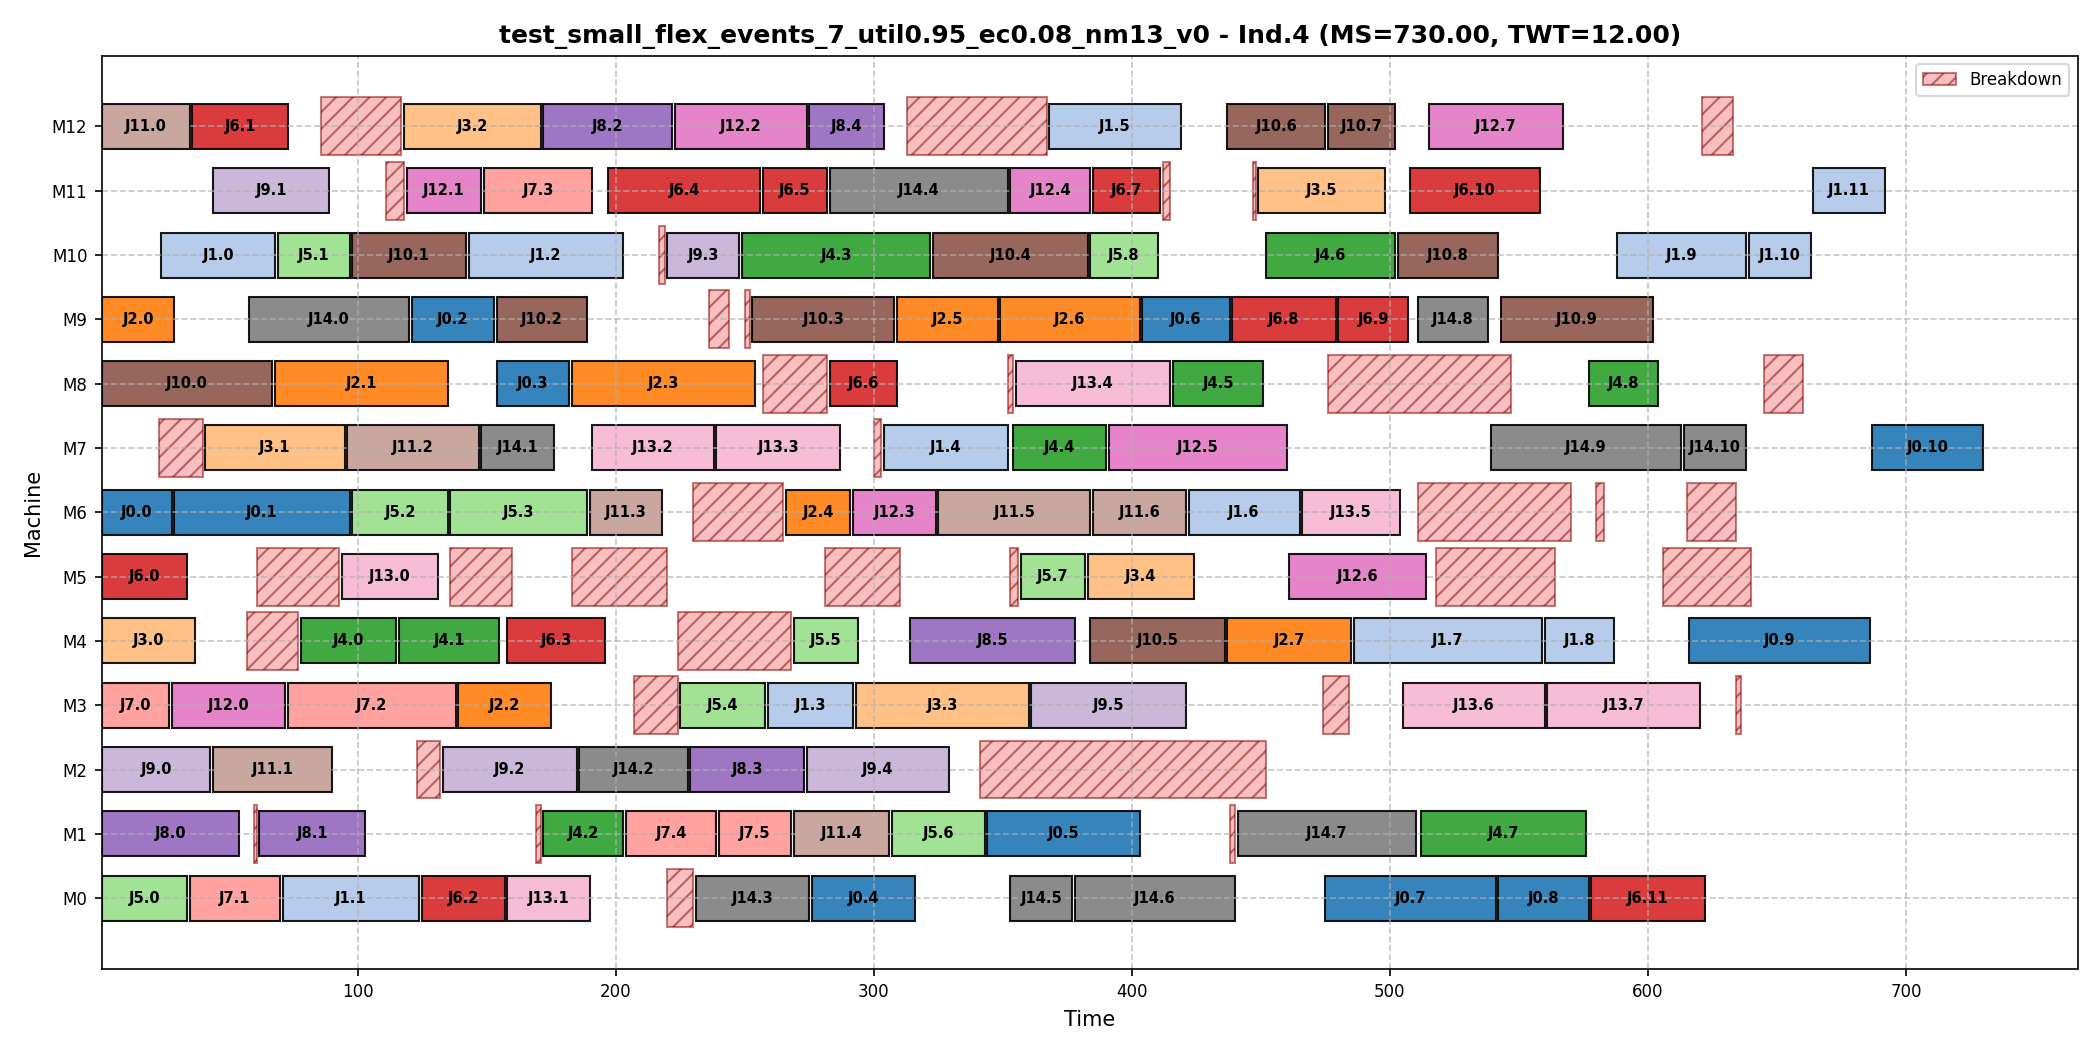 test_small_flex_events_7_util0.95_ec0.08_nm13_v0 - Ind.4 (MS=730.00, TWT=12.00)
Breakdown
M12 J11.0 J6.1 J3.2 J8.2 J12.2 J8.4 J1.5 J10.6 J10.7 J12.7
M11 J9.1 J12.1 J7.3 J6.4 J6.5 J14.4 J12.4 J6.7 J3.5 J6.10 J1.11
M10 J1.0 J5.1 J10.1 J1.2 J9.3 J4.3 J10.4 J5.8 J4.6 J10.8 J1.9 J1.10
M9 J2.0 J14.0 J0.2 J10.2 J10.3 J2.5 J2.6 J0.6 J6.8 J6.9 J14.8 J10.9
M8 J10.0 J2.1 J0.3 J2.3 J6.6 J13.4 J4.5 J4.8
M7 J3.1 J11.2 J14.1 J13.2 J13.3 J1.4 J4.4 J12.5 J14.9 J14.10 J0.10
M6 J0.0 J0.1 J5.2 J5.3 J11.3 J2.4 J12.3 J11.5 J11.6 J1.6 J13.5
M5 J6.0 J13.0 J5.7 J3.4 J12.6
M4 J3.0 J4.0 J4.1 J6.3 J5.5 J8.5 J10.5 J2.7 J1.7 J1.8 J0.9
M3 J7.0 J12.0 J7.2 J2.2 J5.4 J1.3 J3.3 J9.5 J13.6 J13.7
M2 J9.0 J11.1 J9.2 J14.2 J8.3 J9.4
M1 J8.0 J8.1 J4.2 J7.4 J7.5 J11.4 J5.6 J0.5 J14.7 J4.7
M0 J5.0 J7.1 J1.1 J6.2 J13.1 J14.3 J0.4 J14.5 J14.6 J0.7 J0.8 J6.11
Machine
100 200 300 400 500 600 700
Time